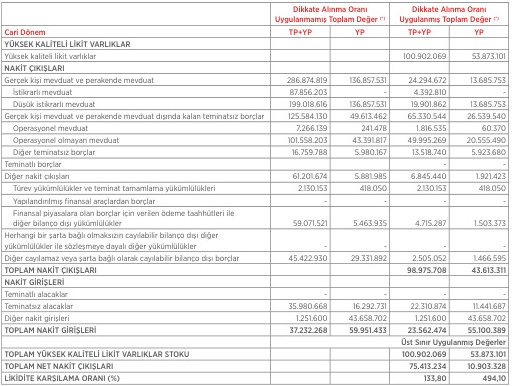 Dikkate Alınma Oranı Uygulanmamış Toplam Değer (*) Dikkate Alınma Oranı Uygulanmış Toplam Değer (*)
Cari Dönem TP+YP YP TP+YP YP
YÜKSEK KALİTELİ LİKİT VARLIKLAR
Yüksek kaliteli likit varlıklar 100.902.069 53.873.101
NAKİT ÇIKIŞLARI
Gerçek kişi mevduat ve perakende mevduat 286.874.819 136.857.531 24.294.672 13.685.753
İstikrarlı mevduat 87.856.203 - 4.392.810 -
Düşük istikrarlı mevduat 199.018.616 136.857.531 19.901.862 13.685.753
Gerçek kişi mevduat ve perakende mevduat dışında kalan teminatsız borçlar 125.584.130 49.613.462 65.330.544 26.539.540
Operasyonel mevduat 7.266.139 241.478 1.816.535 60.370
Operasyonel olmayan mevduat 101.558.203 43.391.817 49.995.269 20.555.490
Diğer teminatsız borçlar 16.759.788 5.980.167 13.518.740 5.923.680
Teminatlı borçlar - -
Diğer nakit çıkışları 61.201.674 5.881.985 6.845.440 1.921.423
Türev yükümlülükler ve teminat tamamlama yükümlülükleri 2.130.153 418.050 2.130.153 418.050
Yapılandırılmış finansal araçlardan borçlar - - - -
Finansal piyasalara olan borçlar için verilen ödeme taahhütleri ile
diğer bilanço dışı yükümlülükler 59.071.521 5.463.935 4.715.287 1.503.373
Herhangi bir şarta bağlı olmaksızın cayılabilir bilanço dışı diğer
yükümlülükler ile sözleşmeye dayalı diğer yükümlülükler - - - -
Diğer cayılamaz veya şarta bağlı olarak cayılabilir bilanço dışı borçlar 45.422.930 29.331.892 2.505.052 1.466.595
TOPLAM NAKİT ÇIKIŞLARI 98.975.708 43.613.311
NAKİT GİRİŞLERİ
Teminatlı alacaklar - - - -
Teminatsız alacaklar 35.980.668 16.292.731 22.310.874 11.441.687
Diğer nakit girişleri 1.251.600 43.658.702 1.251.600 43.658.702
TOPLAM NAKİT GİRİŞLERİ 37.232.268 59.951.433 23.562.474 55.100.389
Üst Sınır Uygulanmış Değerler
TOPLAM YÜKSEK KALİTELİ LİKİT VARLIKLAR STOKU 100.902.069 53.873.101
TOPLAM NET NAKİT ÇIKIŞLARI 75.413.234 10.903.328
LİKİDİTE KARŞILAMA ORANI (%) 133,80 494,10